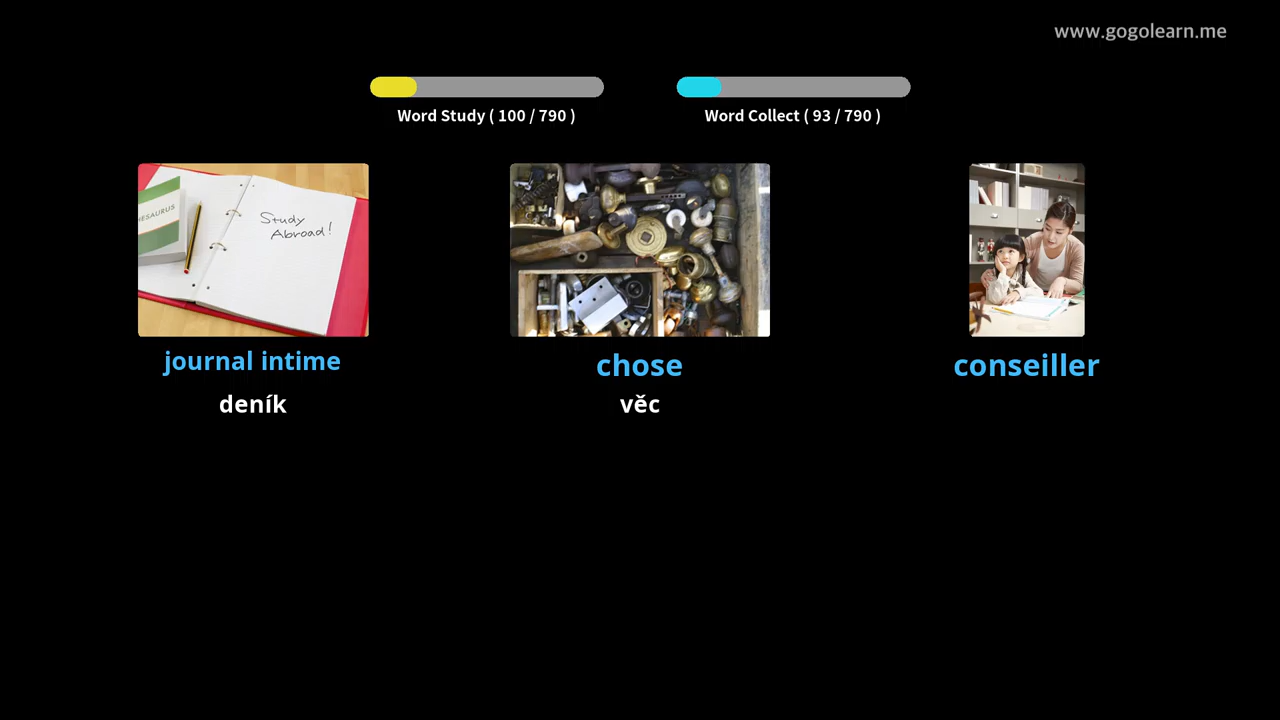 www.gogolearn.me
Word Study ( 100 / 790 )
Word Collect ( 93 / 790 )
THESAURUS
Study
Abroad!
journal intime
chose
conseiller
deník
věc